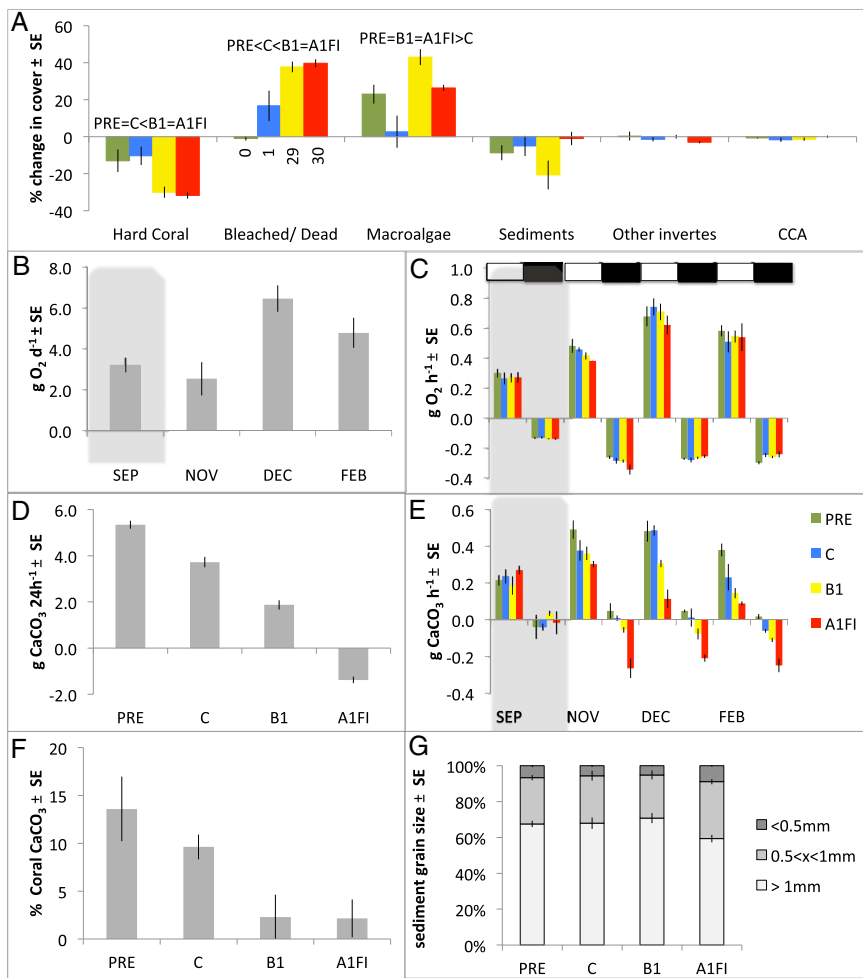 A
% change in cover ± SE
60
40
20
0
-20
-40
PRE=C<B1=A1FI
PRE<C<B1=A1FI
PRE=B1=A1FI>C
0
1
29
30
Hard Coral
Bleached/ Dead
Macroalgae
Sediments
Other invertes
CCA
B
g O₂ d⁻¹ ± SE
8.0
6.0
4.0
2.0
0.0
SEP
NOV
DEC
FEB
C
g O₂ h⁻¹ ± SE
1.0
0.8
0.6
0.4
0.2
0.0
-0.2
-0.4
D
g CaCO₃ 24h⁻¹ ± SE
6.0
4.0
2.0
0.0
-2.0
PRE
C
B1
A1FI
E
g CaCO₃ h⁻¹ ± SE
0.6
0.4
0.2
0.0
-0.2
-0.4
SEP
NOV
DEC
FEB
PRE
C
B1
A1FI
F
% Coral CaCO₃ ± SE
20
15
10
5
0
PRE
C
B1
A1FI
G
sediment grain size ± SE
100%
80%
60%
40%
20%
0%
PRE
C
B1
A1FI
<0.5mm
0.5<x<1mm
> 1mm